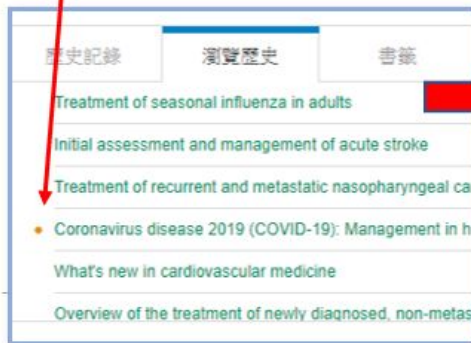 歷史記錄 瀏覽歷史 書籤
Treatment of seasonal influenza in adults
Initial assessment and management of acute stroke
Treatment of recurrent and metastatic nasopharyngeal ca
Coronavirus disease 2019 (COVID-19): Management in h
What's new in cardiovascular medicine
Overview of the treatment of newly diagnosed, non-metas